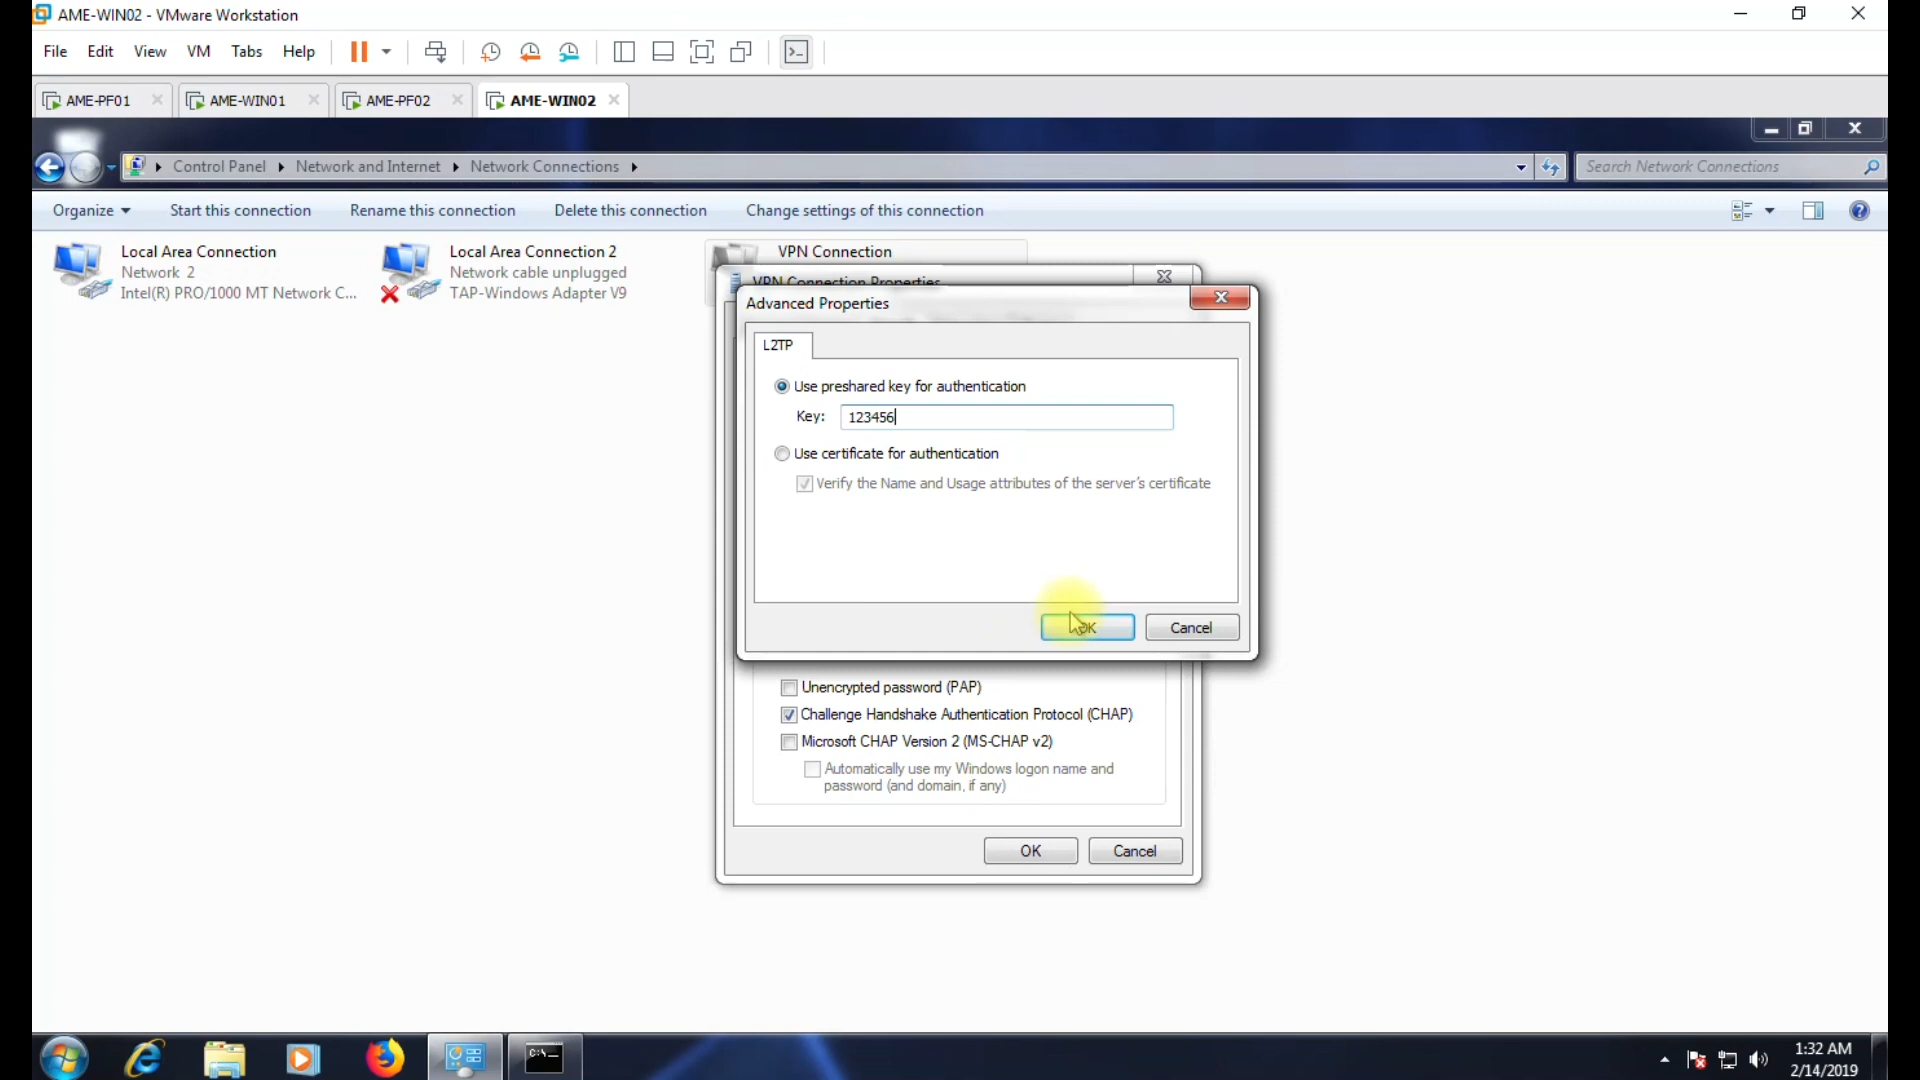 AME-WIN02 - VMware Workstation
File Edit View VM Tabs Help
AME-PF01 AME-WIN01 AME-PF02 AME-WIN02
Control Panel Network and Internet Network Connections
Search Network Connections
Organize Start this connection Rename this connection Delete this connection Change settings of this connection
Local Area Connection
Network 2
Intel(R) PRO/1000 MT Network C...
Local Area Connection 2
Network cable unplugged
TAP-Windows Adapter V9
VPN Connection
VPN Connection Properties
Advanced Properties
L2TP
Use preshared key for authentication
Key: 123456
Use certificate for authentication
Verify the Name and Usage attributes of the server's certificate
OK Cancel
Unencrypted password (PAP)
Challenge Handshake Authentication Protocol (CHAP)
Microsoft CHAP Version 2 (MS-CHAP v2)
Automatically use my Windows logon name and
password (and domain, if any)
OK Cancel
C:\
1:32 AM
2/14/2019